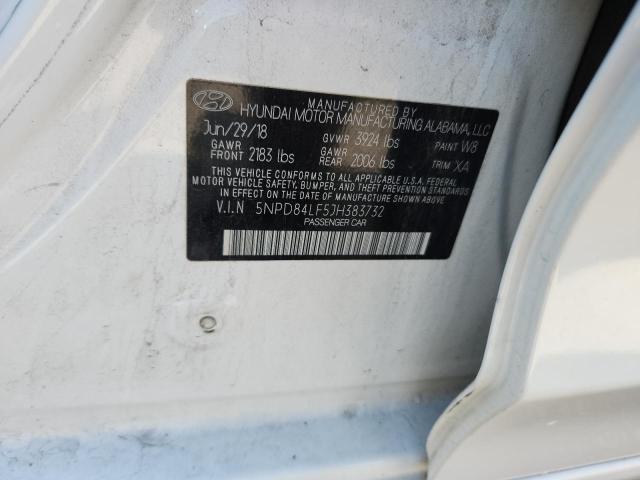 MANUFACTURED BY
HYUNDAI MOTOR MANUFACTURING ALABAMA, LLC
Jun/29/18 GVWR 3924 lbs PAINT W8
GAWR FRONT 2183 lbs GAWR REAR 2006 lbs TRIM XA
THIS VEHICLE CONFORMS TO ALL APPLICABLE FEDERAL
MOTOR VEHICLE SAFETY, BUMPER, AND THEFT PREVENTION STANDARDS
IN EFFECT ON THE DATE OF MANUFACTURE SHOWN ABOVE.
V.I.N 5NPD84LF5JH383732
PASSENGER CAR